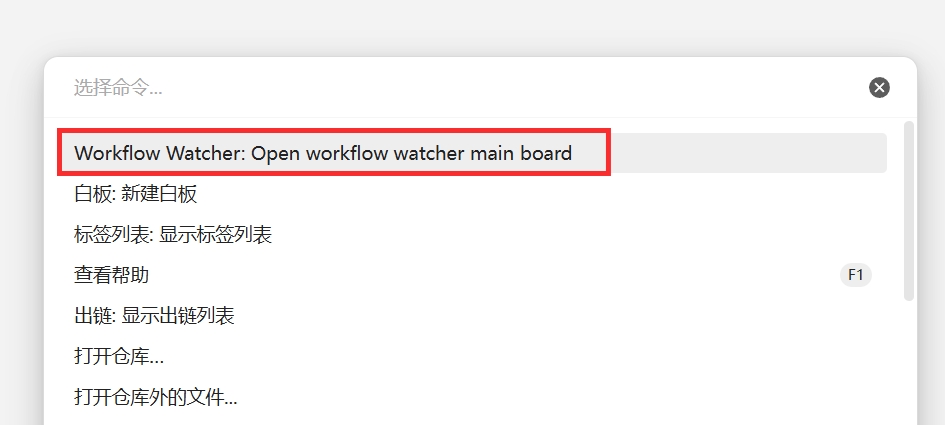 选择命令...
Workflow Watcher: Open workflow watcher main board
白板: 新建白板
标签列表: 显示标签列表
查看帮助 F1
出链: 显示出链列表
打开仓库...
打开仓库外的文件...